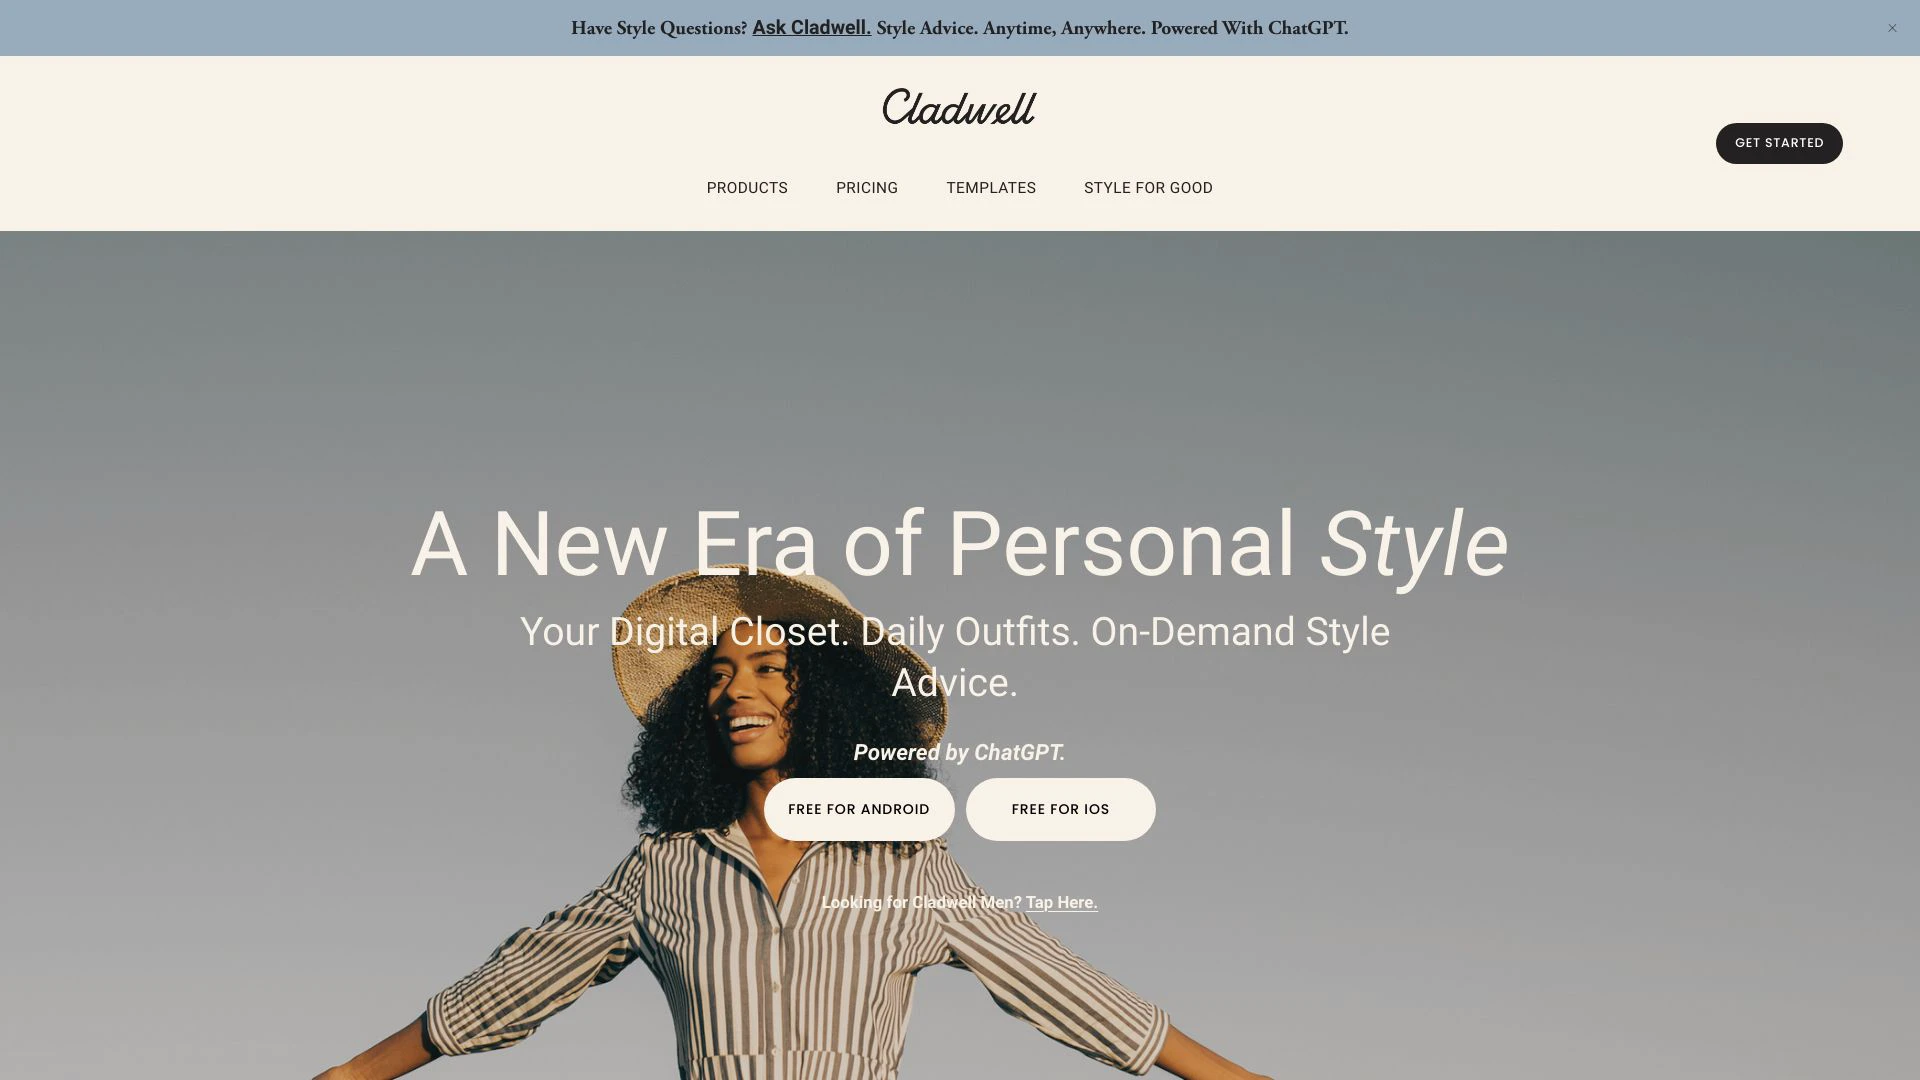 Have Style Questions? Ask Cladwell. Style Advice. Anytime, Anywhere. Powered With ChatGPT.
Cladwell
GET STARTED
PRODUCTS PRICING TEMPLATES STYLE FOR GOOD
A New Era of Personal Style
Your Digital Closet. Daily Outfits. On-Demand Style
Advice.
Powered by ChatGPT.
FREE FOR ANDROID FREE FOR IOS
Looking for Cladwell Men? Tap Here.